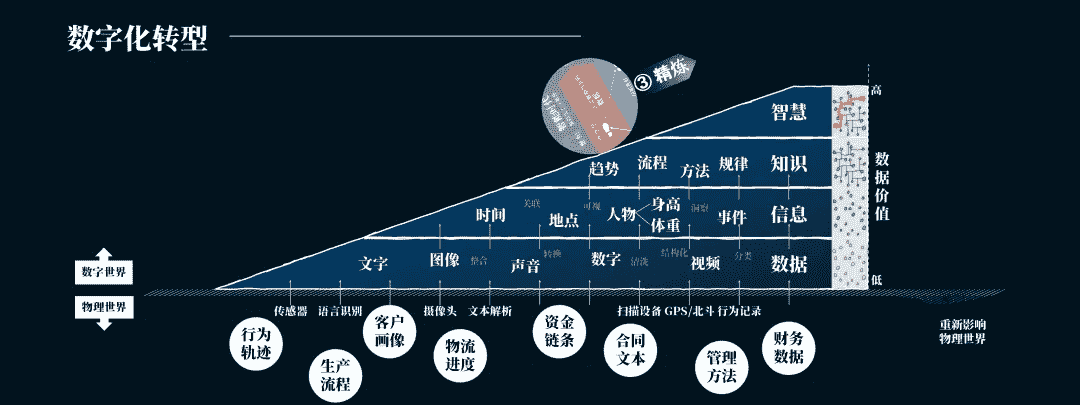 数字化转型
③ 精炼
高
智慧
趋势 流程 方法 规律 知识
数据价值
时间 关联 地点 可视 人物 身高 体重 洞察 事件 信息
文字 图像 整合 声音 转换 数字 清洗 结构化 视频 分类 数据
低
数字世界
物理世界
传感器 语言识别 摄像头 文本解析 扫描设备 GPS/北斗 行为记录
行为
轨迹
生产
流程
客户
画像
物流
进度
资金
链条
合同
文本
管理
方法
财务
数据
重新影响
物理世界